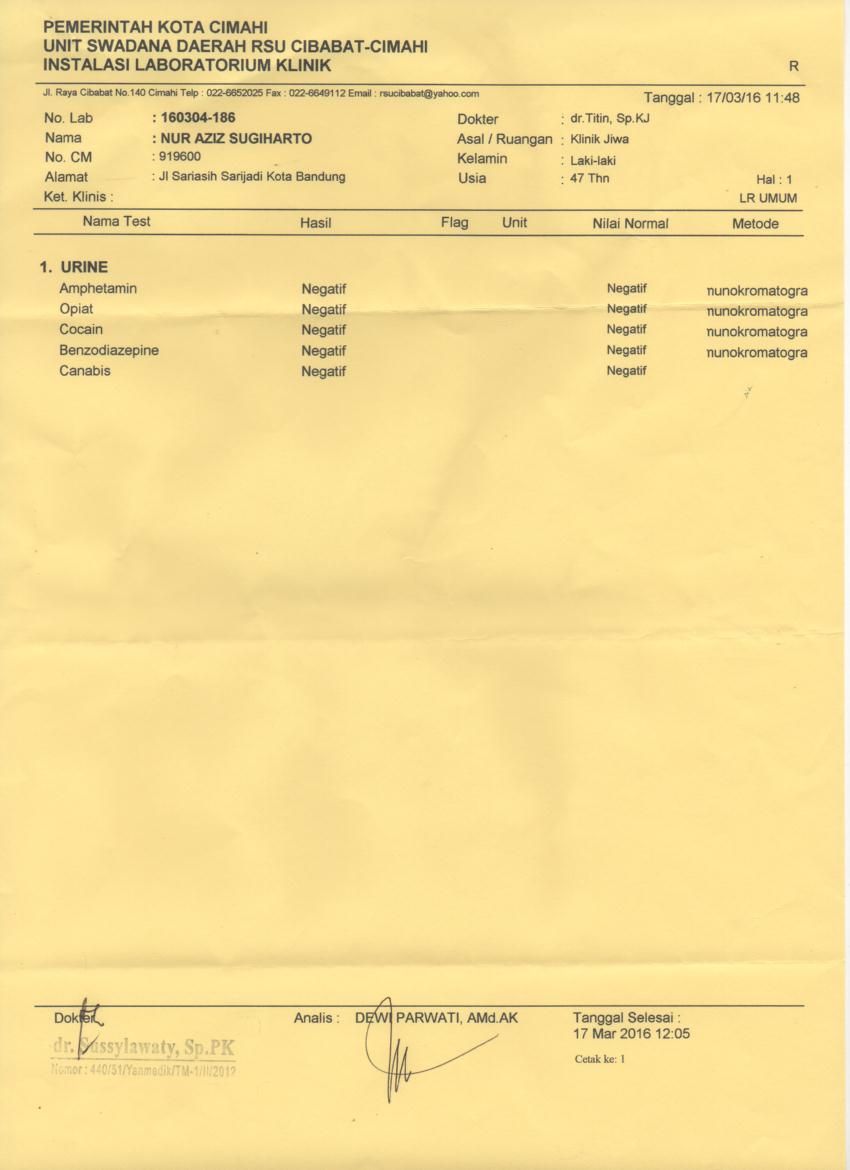 PEMERINTAH KOTA CIMAHI
UNIT SWADANA DAERAH RSU CIBABAT-CIMAHI
INSTALASI LABORATORIUM KLINIK
R
Jl. Raya Cibabat No.140 Cimahi Telp : 022-6652025 Fax : 022-6649112 Email : rsucibabat@yahoo.com
Tanggal : 17/03/16 11:48
No. Lab : 160304-186 Dokter : dr.Titin, Sp.KJ
Nama : NUR AZIZ SUGIHARTO Asal / Ruangan : Klinik Jiwa
No. CM : 919600 Kelamin : Laki-laki
Alamat : Jl Sariasih Sarijadi Kota Bandung Usia : 47 Thn Hal : 1
Ket. Klinis : LR UMUM
Nama Test Hasil Flag Unit Nilai Normal Metode
1. URINE
Amphetamin Negatif Negatif nunokromatogra
Opiat Negatif Negatif nunokromatogra
Cocain Negatif Negatif nunokromatogra
Benzodiazepine Negatif Negatif nunokromatogra
Canabis Negatif Negatif
Dokter Analis : DEWI PARWATI, AMd.AK Tanggal Selesai :
17 Mar 2016 12:05
dr. Sussylawaty, Sp.PK
Cetak ke: 1
Nomor : 440/51/Yanmedik/TM-1/II/2012